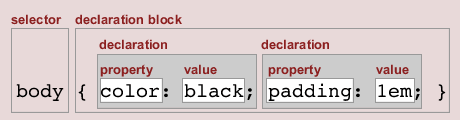 selector declaration block
declaration declaration
property value property value
body { color: black; padding: 1em; }